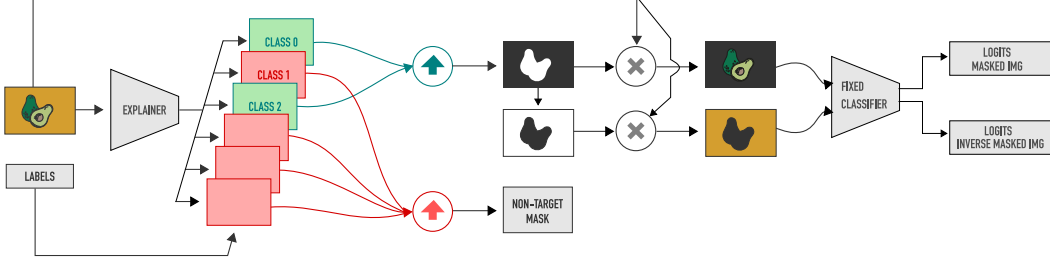 CLASS 0
CLASS 1
CLASS 2
EXPLAINER
LABELS
NON-TARGET
MASK
FIXED
CLASSIFIER
LOGITS
MASKED IMG
LOGITS
INVERSE MASKED IMG